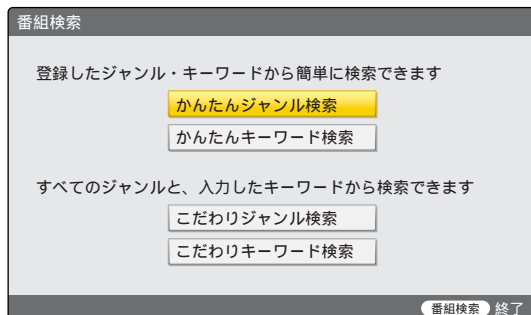 番組検索
登録したジャンル・キーワードから簡単に検索できます
かんたんジャンル検索
かんたんキーワード検索
すべてのジャンルと、入力したキーワードから検索できます
こだわりジャンル検索
こだわりキーワード検索
番組検索 終了